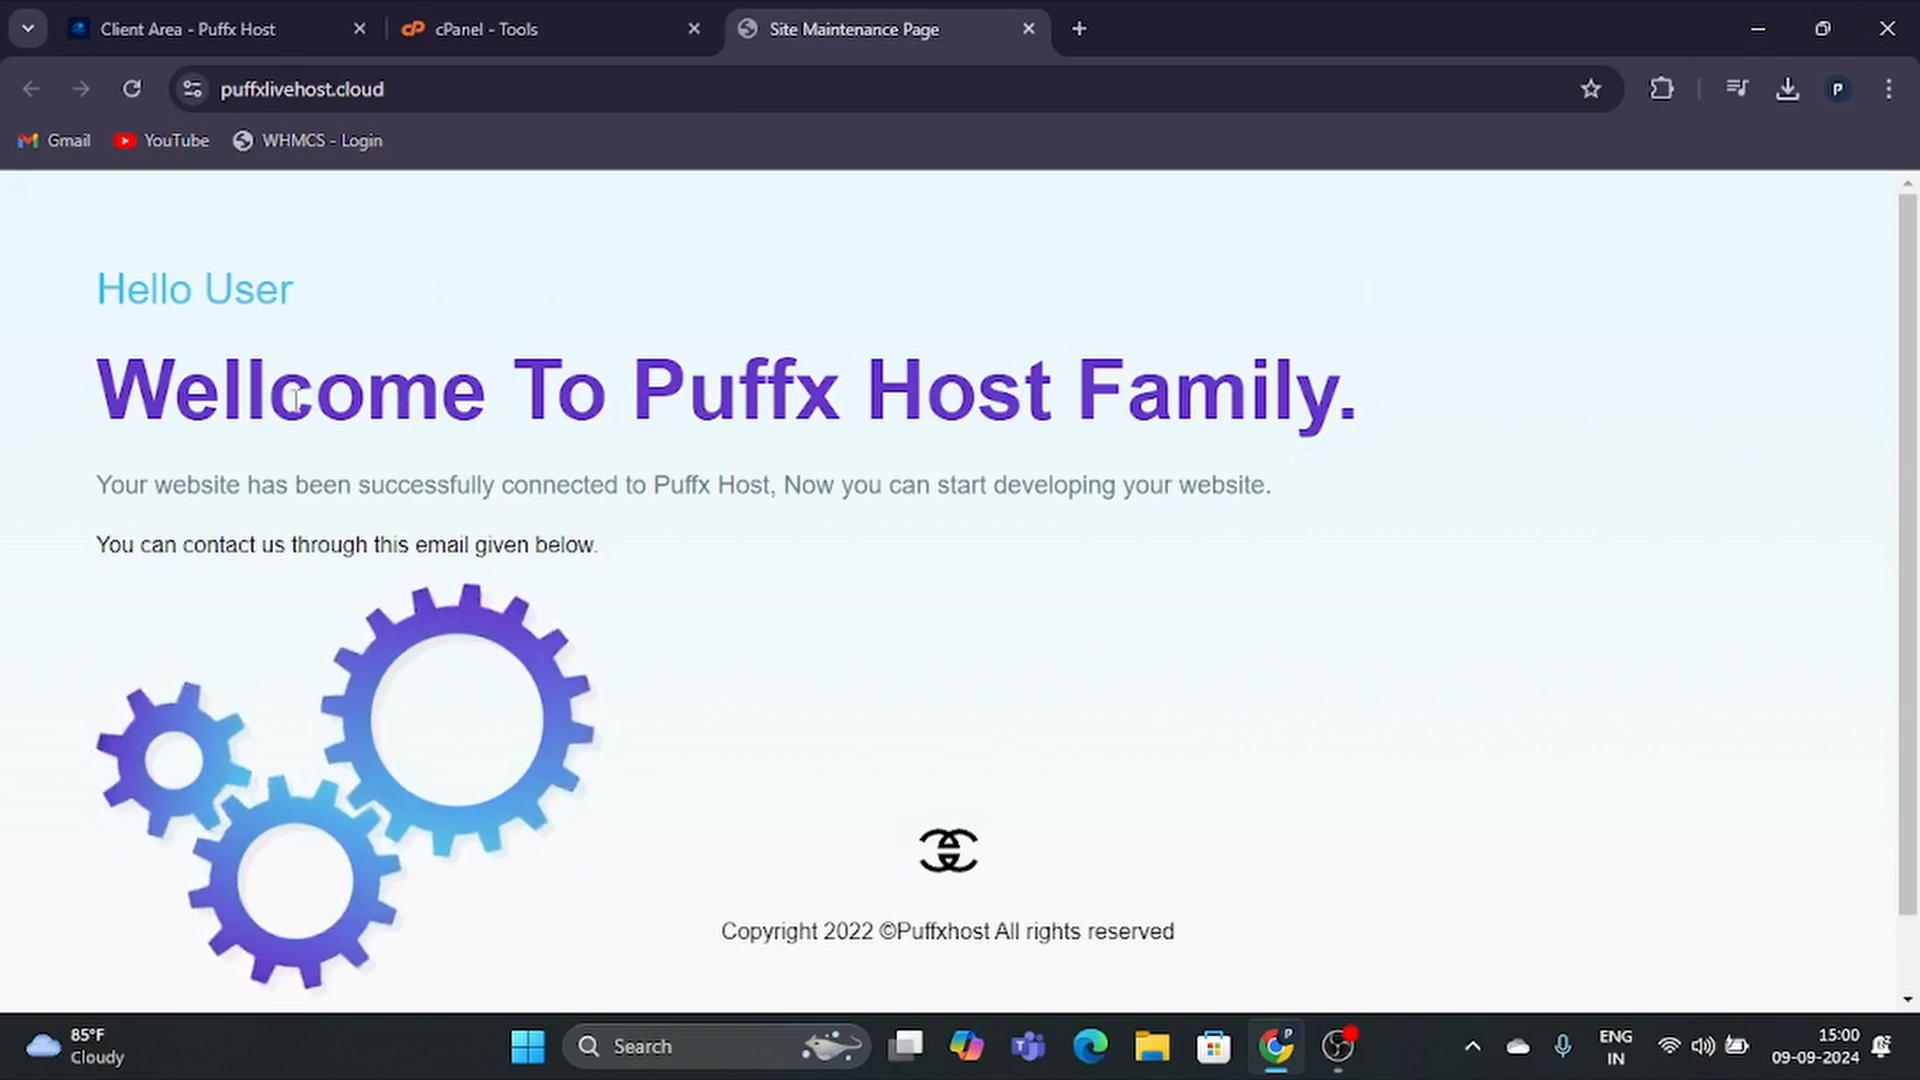 Client Area - Puffx Host
cPanel - Tools
Site Maintenance Page
puffxlivehost.cloud
P
Gmail
YouTube
WHMCS - Login
Hello User
Wellcome To Puffx Host Family.
Your website has been successfully connected to Puffx Host, Now you can start developing your website.
You can contact us through this email given below.
Copyright 2022 ©Puffxhost All rights reserved
85°F
Cloudy
Search
ENG
IN
15:00
09-09-2024